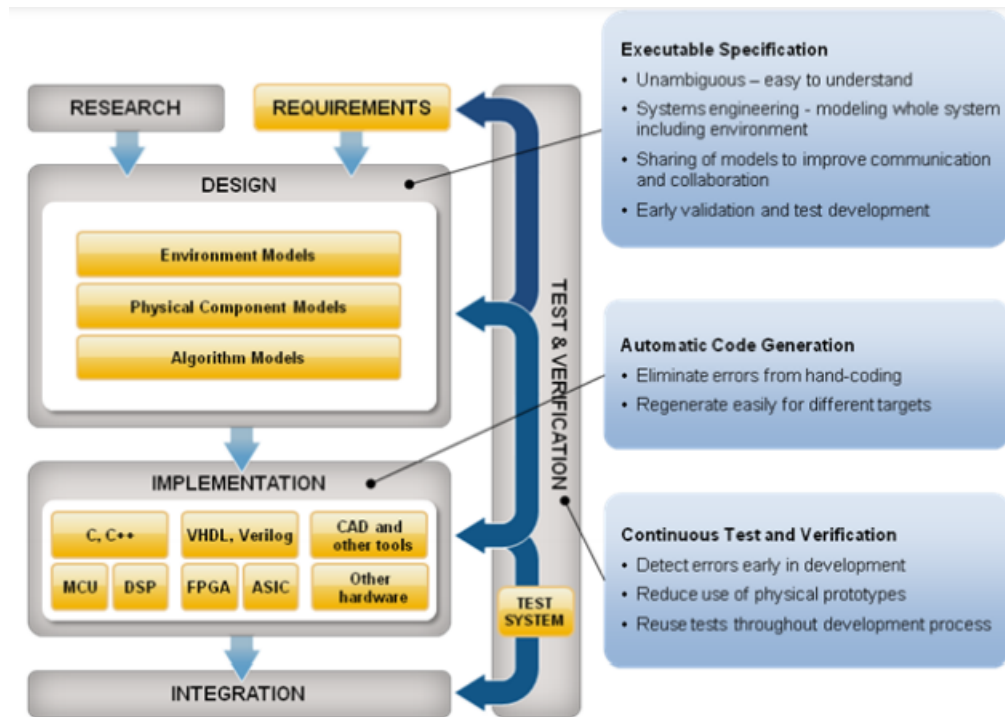 RESEARCH
REQUIREMENTS
DESIGN
Environment Models
Physical Component Models
Algorithm Models
IMPLEMENTATION
C, C++
VHDL, Verilog
CAD and
other tools
MCU
DSP
FPGA
ASIC
Other
hardware
INTEGRATION
TEST & VERIFICATION
TEST
SYSTEM
Executable Specification
• Unambiguous – easy to understand
• Systems engineering - modeling whole system
including environment
• Sharing of models to improve communication
and collaboration
• Early validation and test development
Automatic Code Generation
• Eliminate errors from hand-coding
• Regenerate easily for different targets
Continuous Test and Verification
• Detect errors early in development
• Reduce use of physical prototypes
• Reuse tests throughout development process